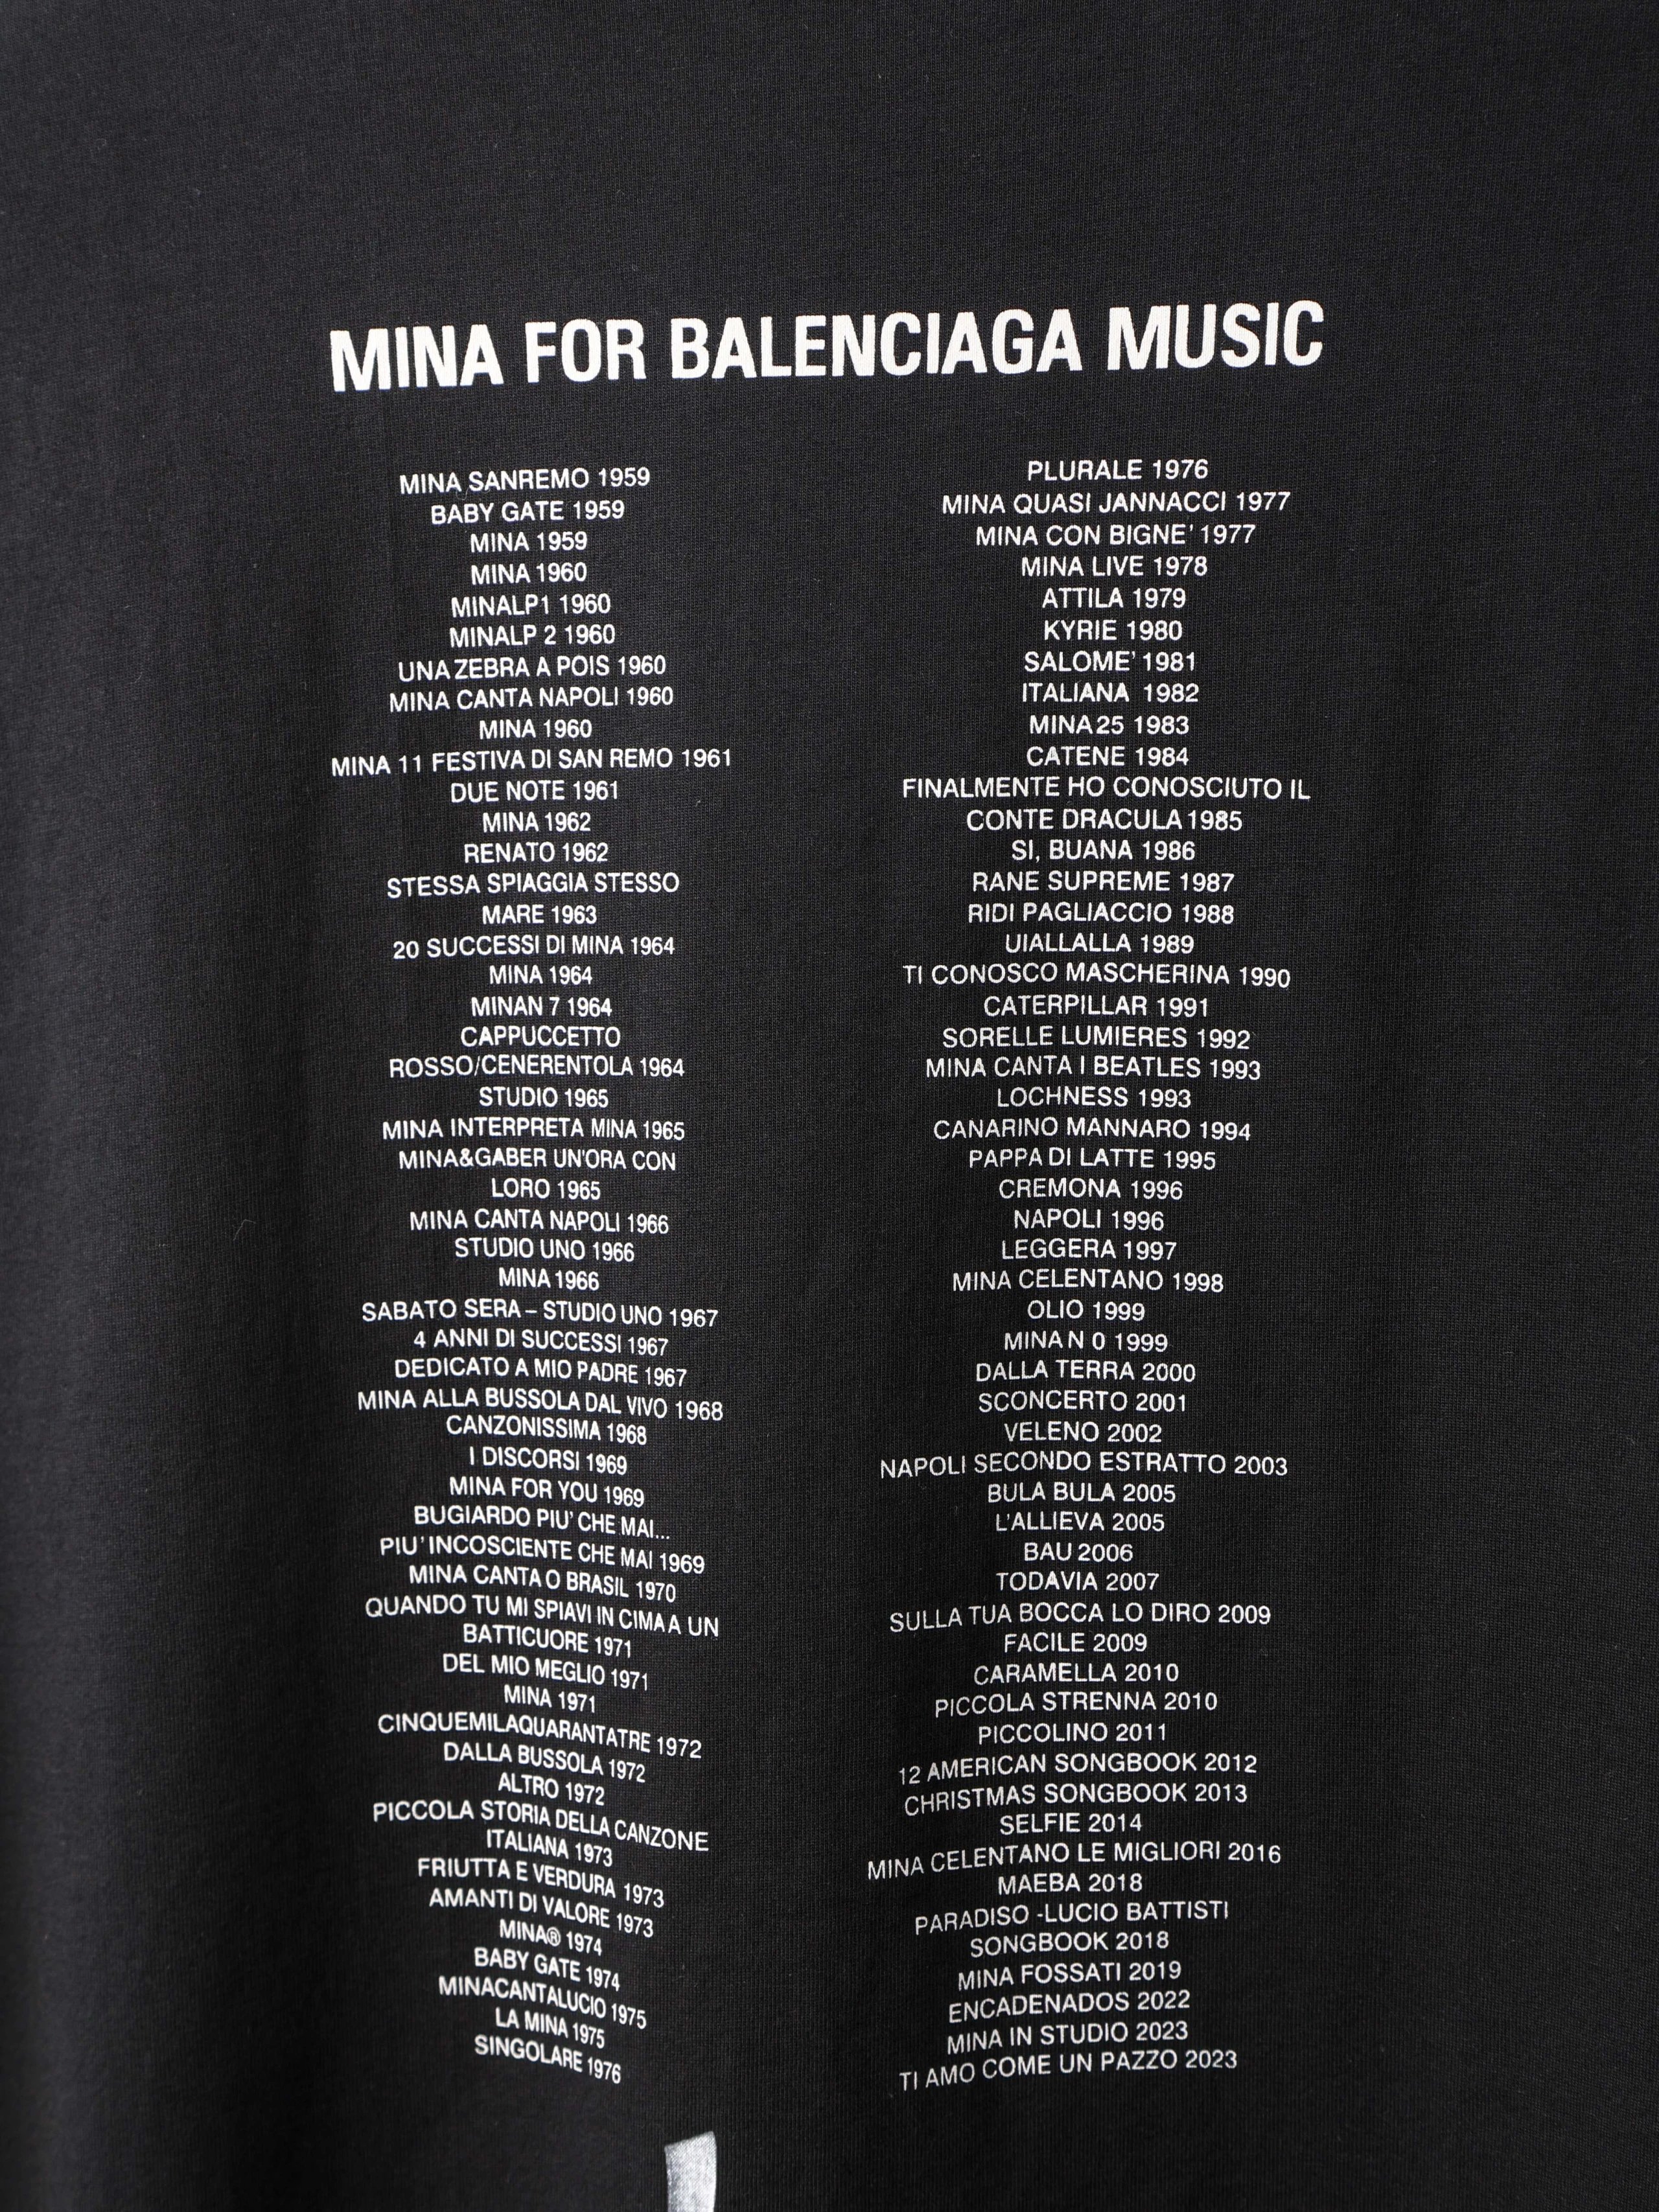 MINA FOR BALENCIAGA MUSIC
MINA SANREMO 1959
BABY GATE 1959
MINA 1959
MINA 1960
MINALP1 1960
MINALP 2 1960
UNA ZEBRA A POIS 1960
MINA CANTA NAPOLI 1960
MINA 1960
MINA 11 FESTIVA DI SAN REMO 1961
DUE NOTE 1961
MINA 1962
RENATO 1962
STESSA SPIAGGIA STESSO
MARE 1963
20 SUCCESSI DI MINA 1964
MINA 1964
MINAN 7 1964
CAPPUCCETTO
ROSSO/CENERENTOLA 1964
STUDIO 1965
MINA INTERPRETA MINA 1965
MINA&GABER UN'ORA CON
LORO 1965
MINA CANTA NAPOLI 1966
STUDIO UNO 1966
MINA 1966
SABATO SERA – STUDIO UNO 1967
4 ANNI DI SUCCESSI 1967
DEDICATO A MIO PADRE 1967
MINA ALLA BUSSOLA DAL VIVO 1968
CANZONISSIMA 1968
I DISCORSI 1969
MINA FOR YOU 1969
BUGIARDO PIU' CHE MAI...
PIU' INCOSCIENTE CHE MAI 1969
MINA CANTA O BRASIL 1970
QUANDO TU MI SPIAVI IN CIMA A UN
BATTICUORE 1971
DEL MIO MEGLIO 1971
MINA 1971
CINQUEMILAQUARANTATRE 1972
DALLA BUSSOLA 1972
ALTRO 1972
PICCOLA STORIA DELLA CANZONE
ITALIANA 1973
FRIUTTA E VERDURA 1973
AMANTI DI VALORE 1973
MINA® 1974
BABY GATE 1974
MINACANTALUCIO 1975
LA MINA 1975
SINGOLARE 1976
PLURALE 1976
MINA QUASI JANNACCI 1977
MINA CON BIGNE' 1977
MINA LIVE 1978
ATTILA 1979
KYRIE 1980
SALOME' 1981
ITALIANA 1982
MINA 25 1983
CATENE 1984
FINALMENTE HO CONOSCIUTO IL
CONTE DRACULA 1985
SI, BUANA 1986
RANE SUPREME 1987
RIDI PAGLIACCIO 1988
UIALLALLA 1989
TI CONOSCO MASCHERINA 1990
CATERPILLAR 1991
SORELLE LUMIERES 1992
MINA CANTA I BEATLES 1993
LOCHNESS 1993
CANARINO MANNARO 1994
PAPPA DI LATTE 1995
CREMONA 1996
NAPOLI 1996
LEGGERA 1997
MINA CELENTANO 1998
OLIO 1999
MINA N 0 1999
DALLA TERRA 2000
SCONCERTO 2001
VELENO 2002
NAPOLI SECONDO ESTRATTO 2003
BULA BULA 2005
L'ALLIEVA 2005
BAU 2006
TODAVIA 2007
SULLA TUA BOCCA LO DIRO 2009
FACILE 2009
CARAMELLA 2010
PICCOLA STRENNA 2010
PICCOLINO 2011
12 AMERICAN SONGBOOK 2012
CHRISTMAS SONGBOOK 2013
SELFIE 2014
MINA CELENTANO LE MIGLIORI 2016
MAEBA 2018
PARADISO -LUCIO BATTISTI
SONGBOOK 2018
MINA FOSSATI 2019
ENCADENADOS 2022
MINA IN STUDIO 2023
TI AMO COME UN PAZZO 2023